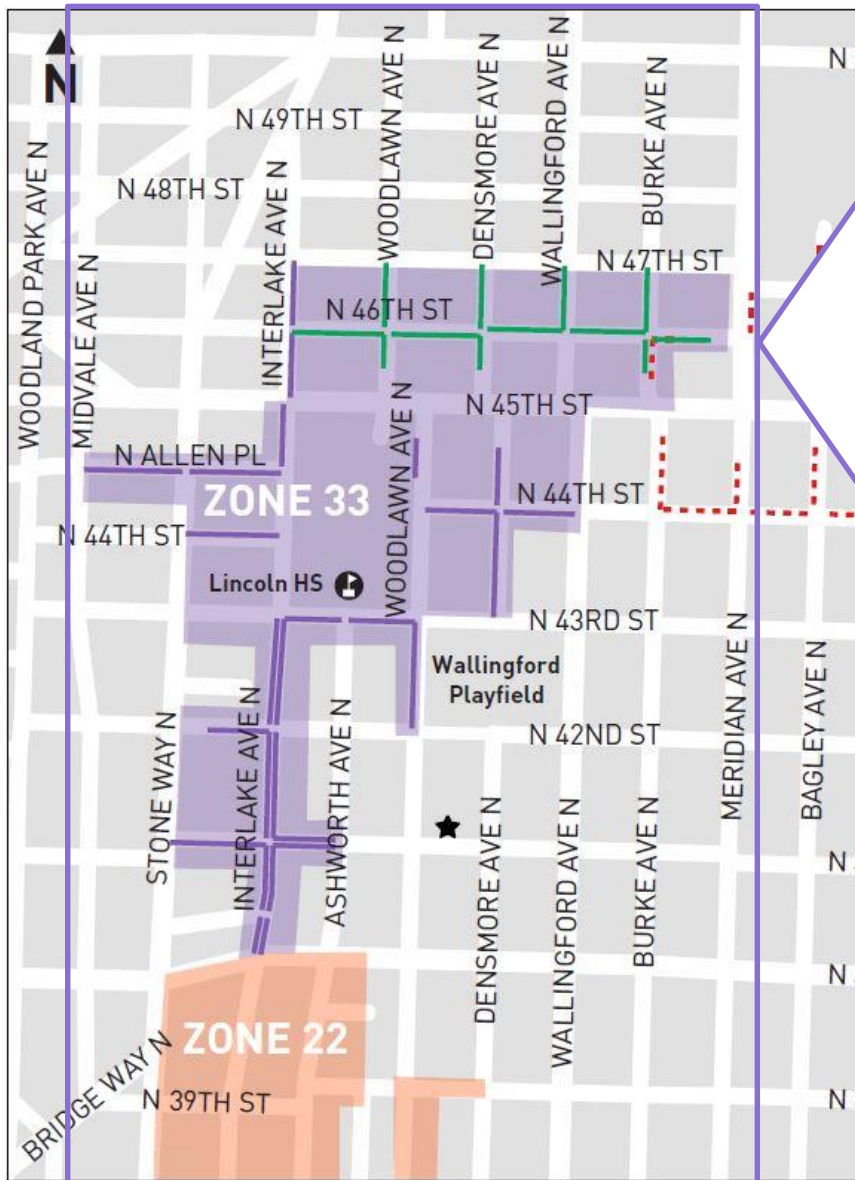 N
N 49TH ST
N 48TH ST
WOODLAWN AVE N
DENSMORE AVE N
WALLINGFORD AVE N
BURKE AVE N
N
WOODLAND PARK AVE N
MIDVALE AVE N
INTERLAKE AVE N
N 47TH ST
N 46TH ST
N 45TH ST
N ALLEN PL
ZONE 33
WOODLAWN AVE N
N 44TH ST
N 44TH ST
Lincoln HS
N 43RD ST
Wallingford
Playfield
N 42ND ST
STONE WAY N
INTERLAKE AVE N
ASHWORTH AVE N
MERIDIAN AVE N
BAGLEY AVE N
DENSMORE AVE N
WALLINGFORD AVE N
BURKE AVE N
N
N
ZONE 22
BRIDGE WAY N
N 39TH ST
N